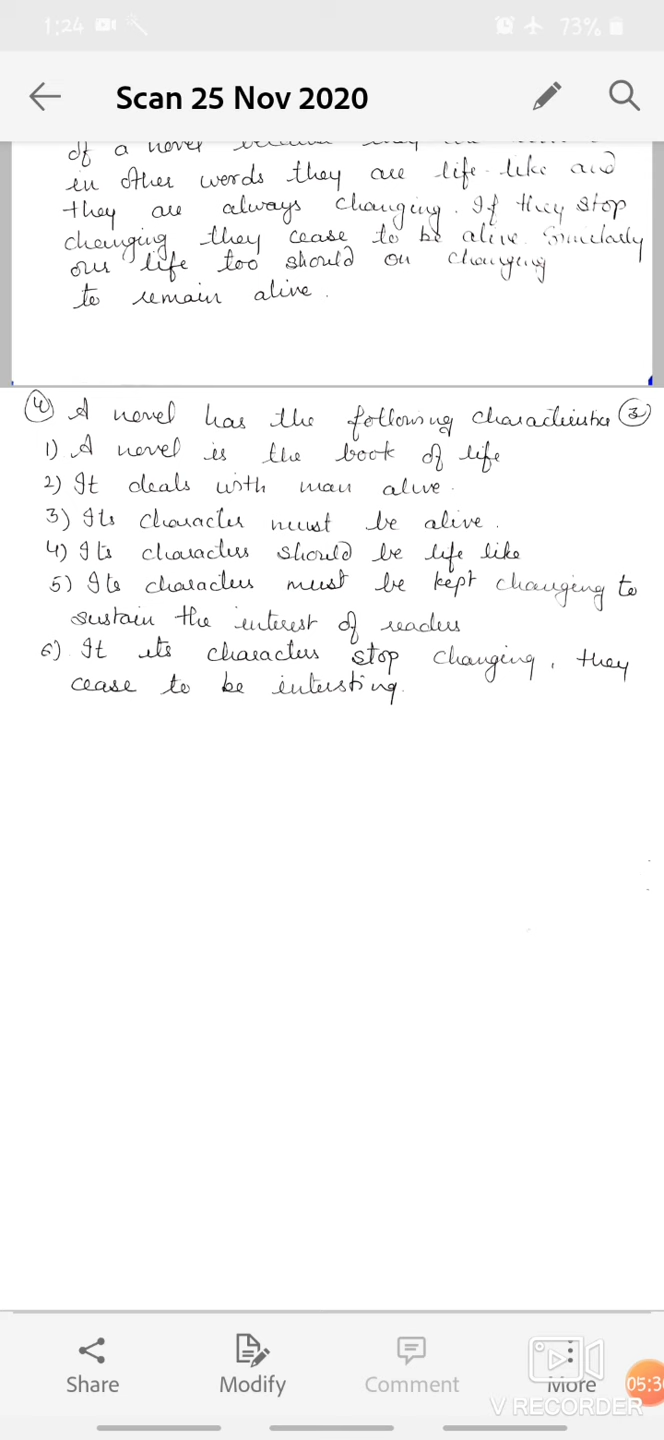 1:24 73%
Scan 25 Nov 2020
of a novel
in other words they are life-like and
they are always changing. If they stop
changing they cease to be alive. Similarly
our life too should on changing
to remain alive.
④ A novel has the following characteristics ③
1) A novel is the book of life
2) It deals with man alive.
3) Its character must be alive.
4) Its characters should be life like
5) Its characters must be kept changing to
sustain the interest of readers
6) It its characters stop changing, they
cease to be intersting.
Share Modify Comment More 05:3
V RECORDER